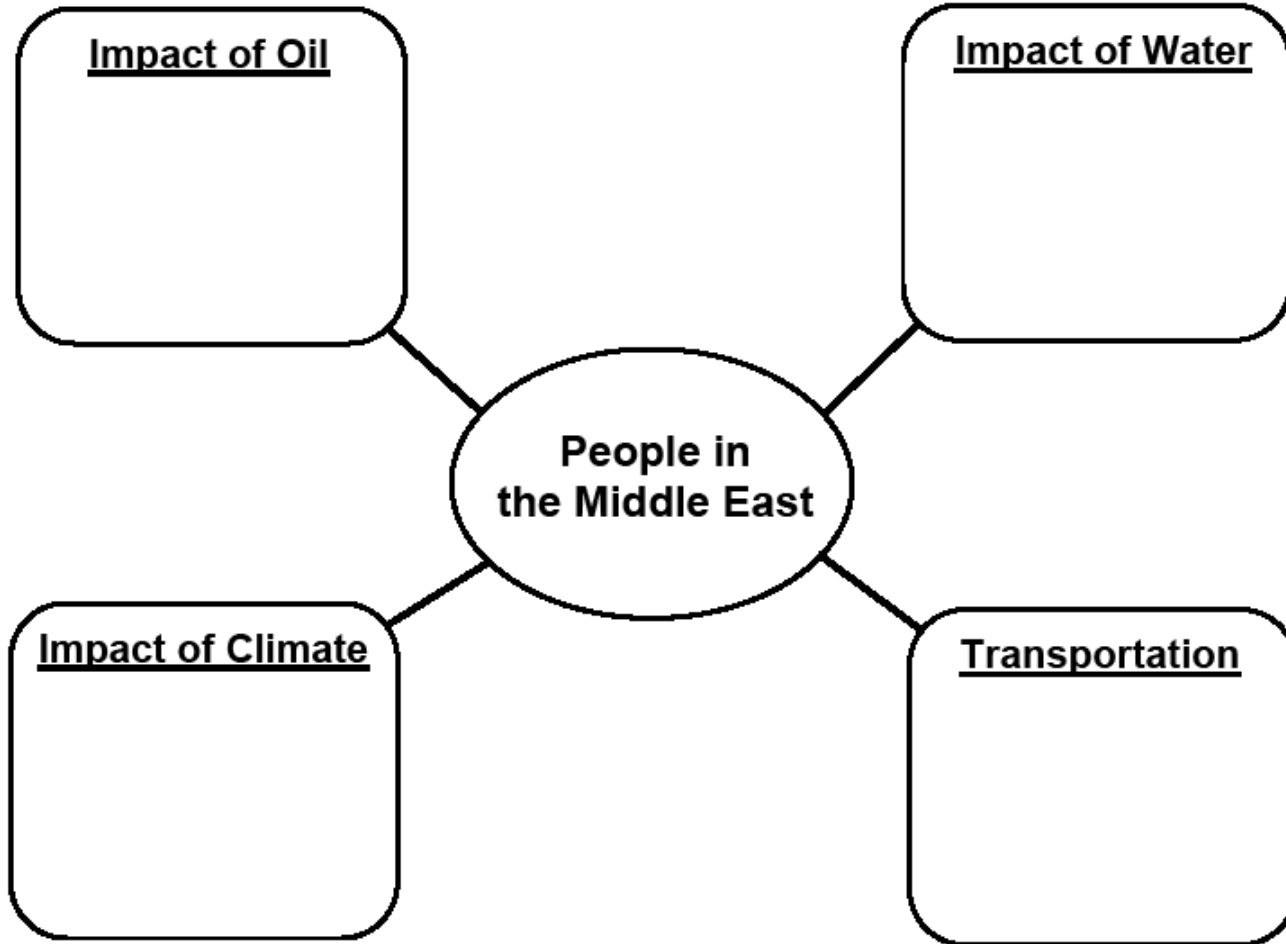 Impact of Oil
Impact of Water
People in
the Middle East
Impact of Climate
Transportation